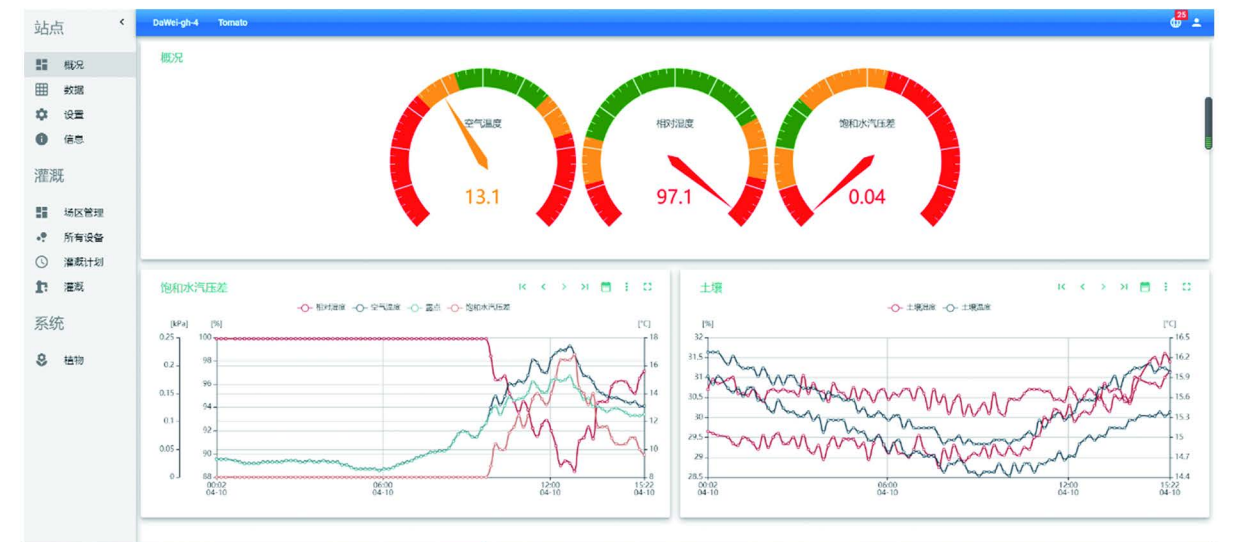 站点
概况
数据
设置
信息
灌溉
场区管理
所有设备
灌溉计划
灌溉
系统
植物
DaWei-gh-4 Tomato
25
概况
空气温度
13.1
相对湿度
97.1
饱和水汽压差
0.04
饱和水汽压差
相对湿度 空气温度 露点 饱和水汽压差
[kPa] [%] [°C]
0.25 100 18
98
0.2 16
96
0.15 14
94
0.1 12
92
0.05 90 10
0 88 8
00:02 06:00 12:00 15:22
04-10 04-10 04-10 04-10
土壤
土壤湿度 土壤温度
[%] [°C]
32 16.5
31.5 16.2
31 15.9
30.5 15.6
30 15.3
29.5 15
29 14.7
28.5 14.4
00:02 06:00 12:00 15:22
04-10 04-10 04-10 04-10